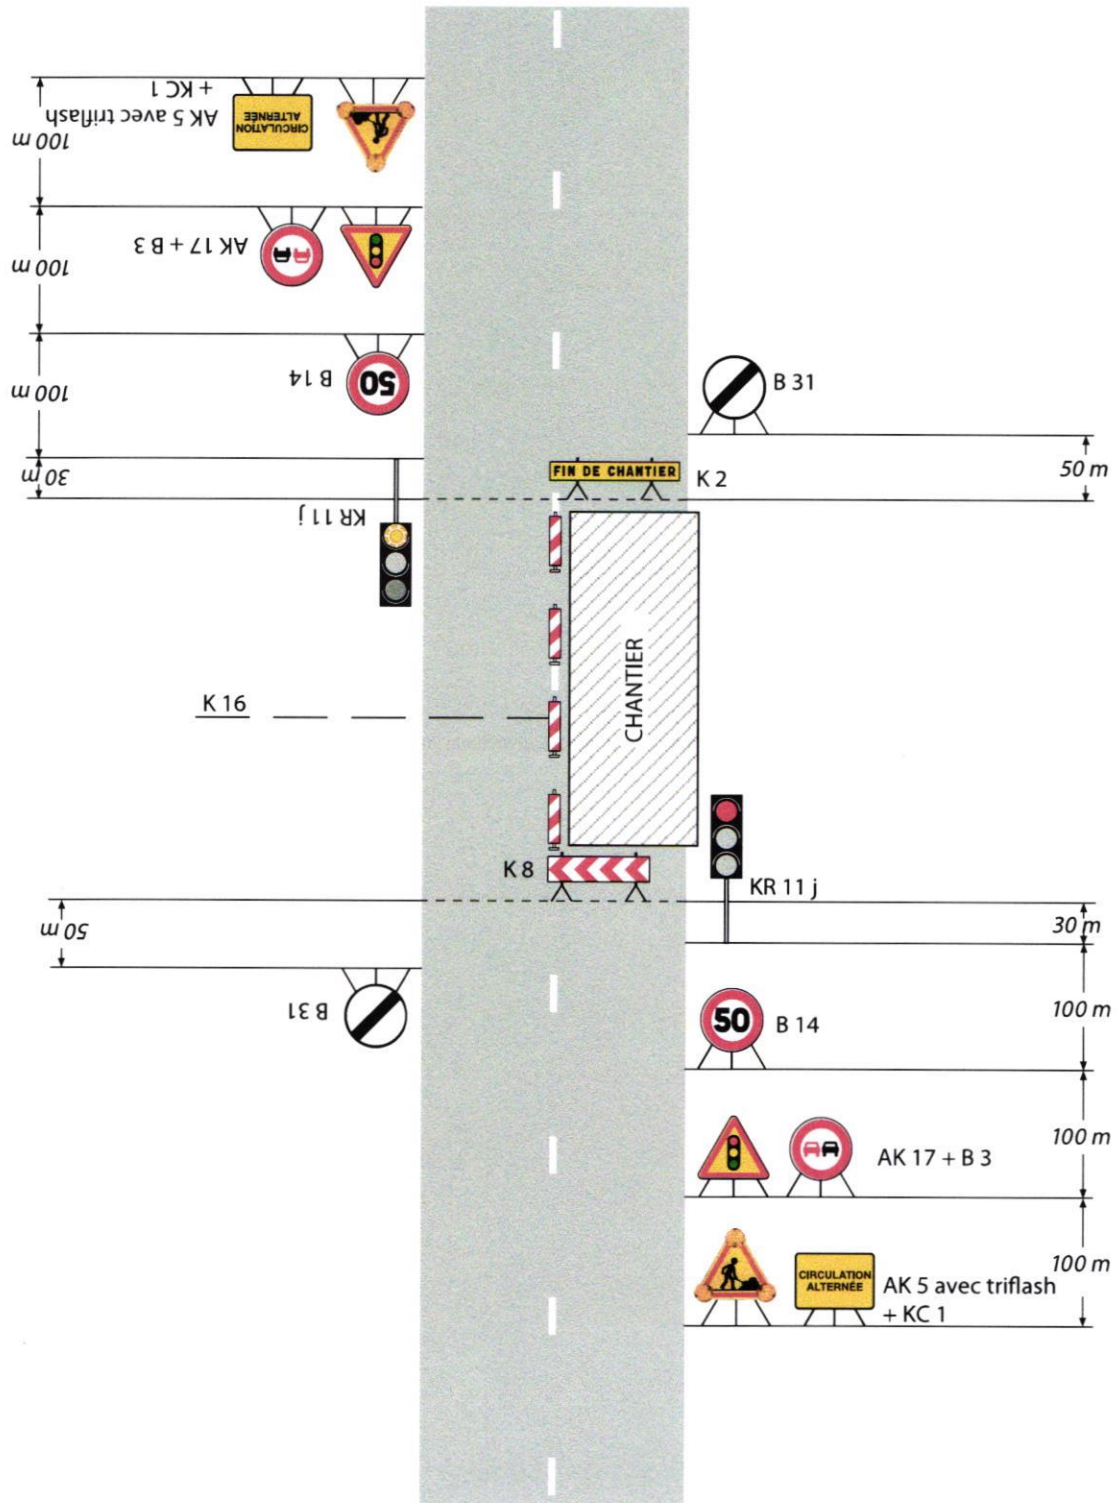 AK 5 avec triflash
+ KC 1
CIRCULATION
ALTERNÉE
100 m
AK 17 + B 3
100 m
B 14
50
100 m
KR 11 j
30 m
B 31
50 m
FIN DE CHANTIER
K 2
CHANTIER
K 16
K 8
KR 11 j
30 m
50 m
B 31
50
B 14
100 m
AK 17 + B 3
100 m
CIRCULATION
ALTERNÉE
AK 5 avec triflash
+ KC 1
100 m